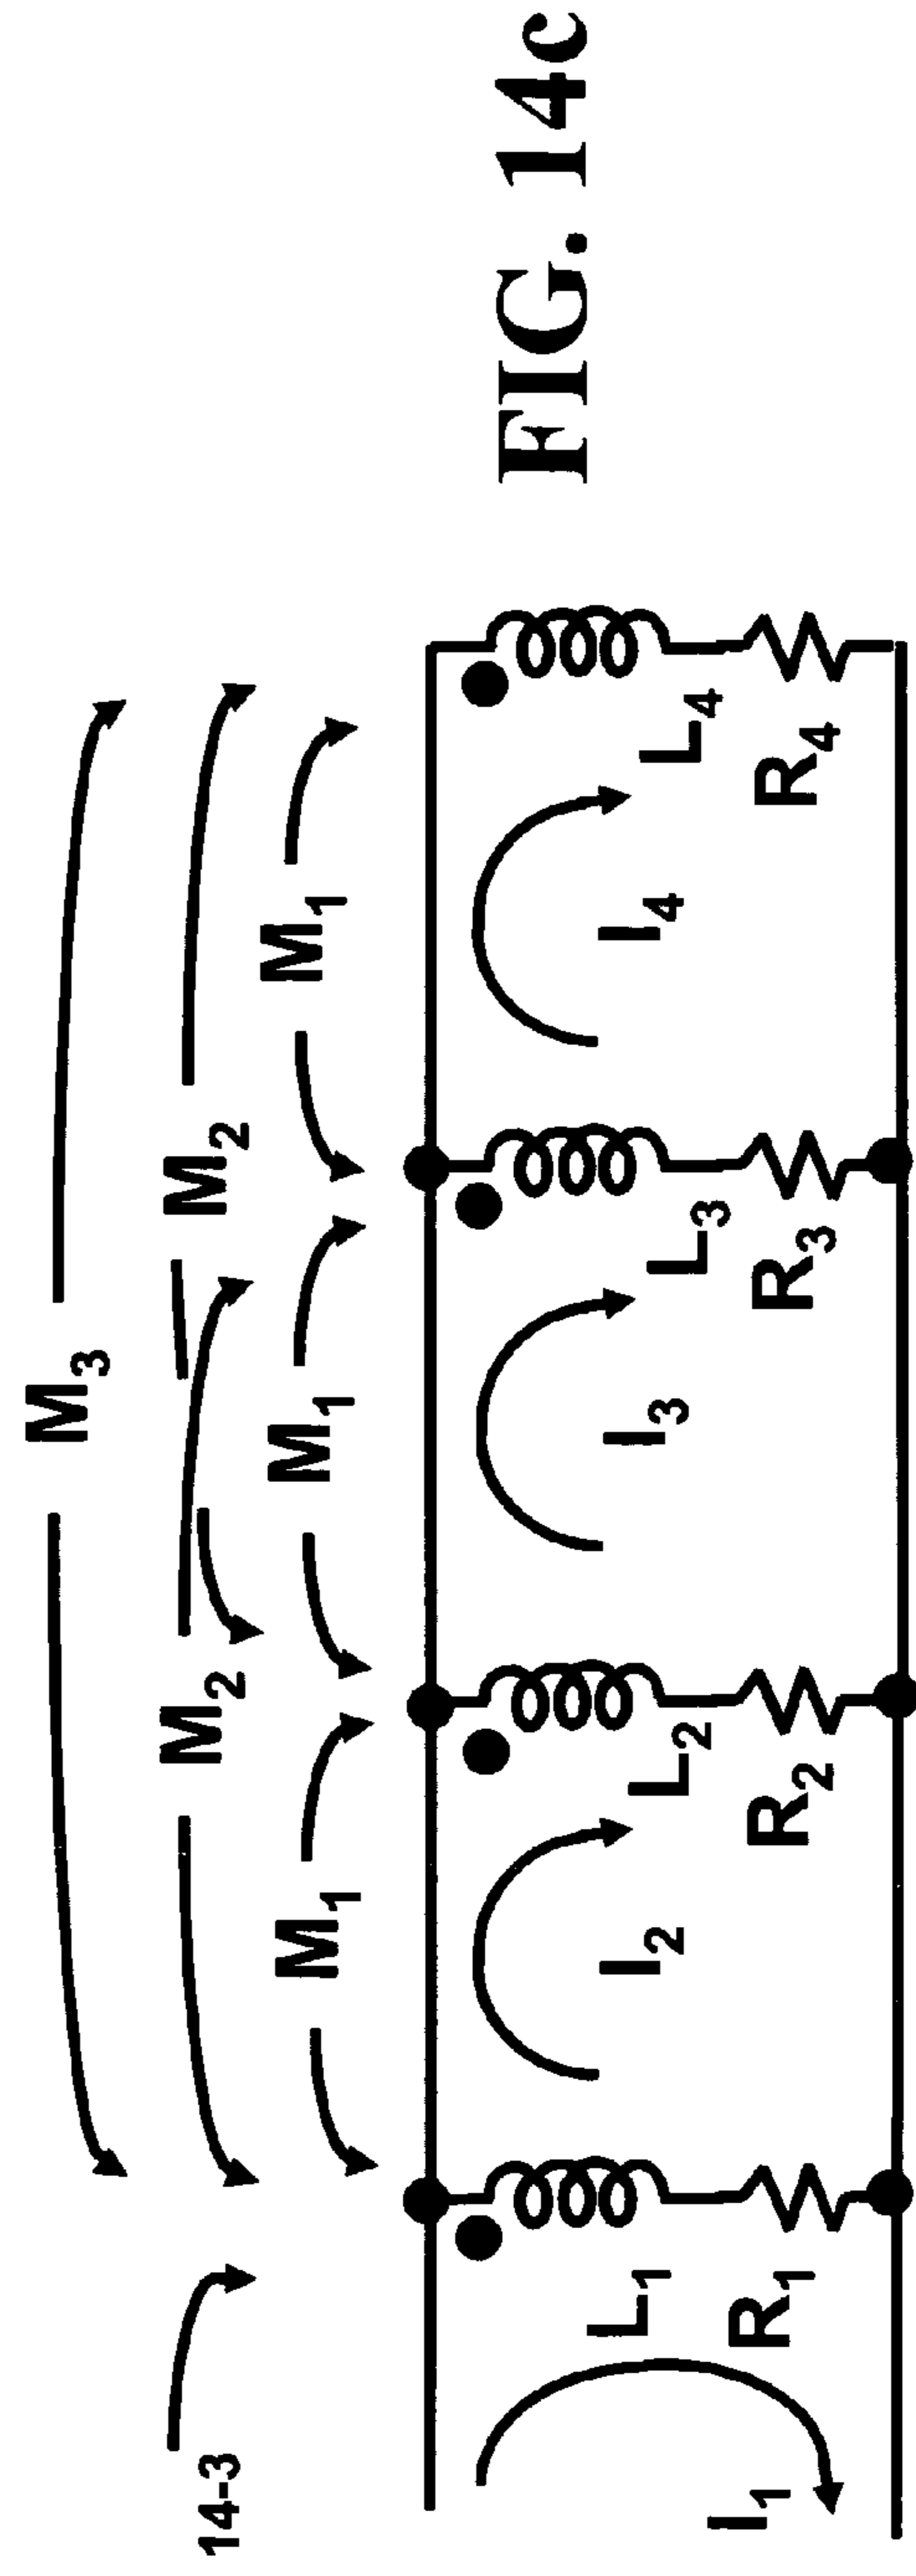 M₃
M₂ M₂
M₁ M₁ M₁
14-3
I₁ L₁ R₁
I₂ L₂ R₂
I₃ L₃ R₃
I₄ L₄ R₄
FIG. 14c